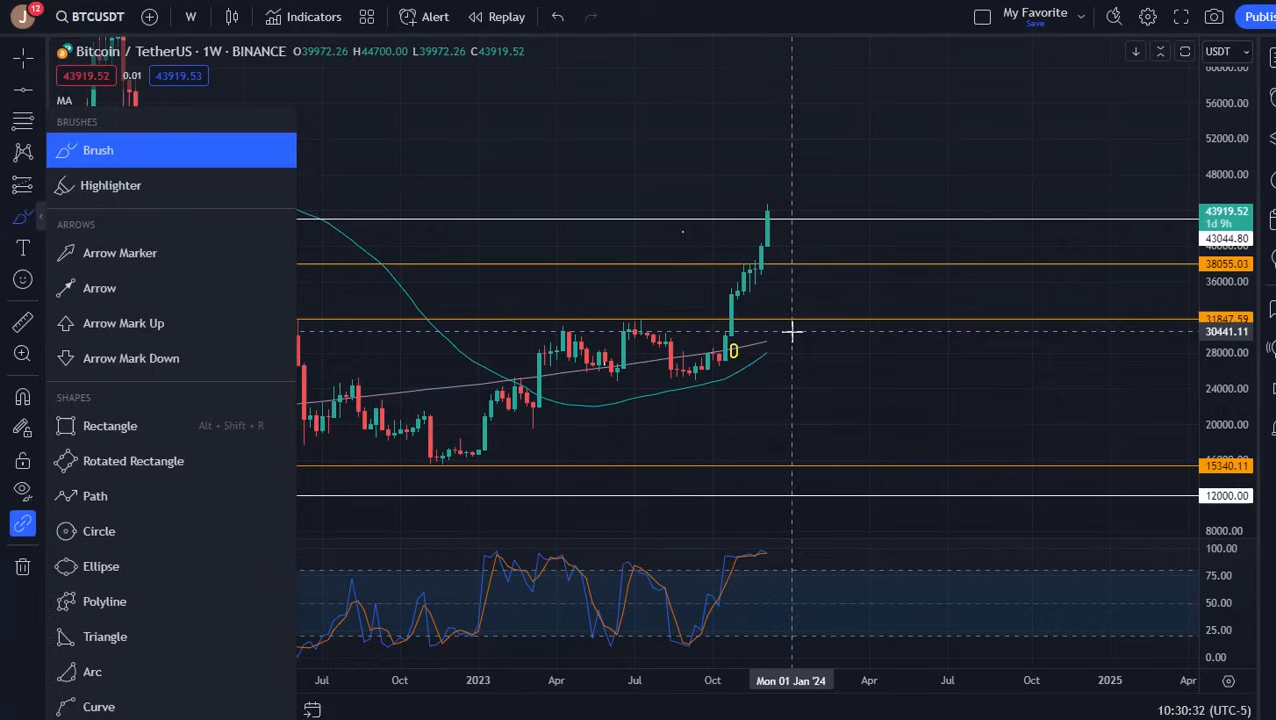 J 12 BTCUSDT W Indicators Alert Replay My Favorite Save Publis
Bitcoin / TetherUS · 1W · BINANCE O39972.26 H44700.00 L39972.26 C43919.52
USDT
43919.52 0.01 43919.53
MA
BRUSHES
Brush
Highlighter
ARROWS
Arrow Marker
Arrow
Arrow Mark Up
Arrow Mark Down
SHAPES
Rectangle Alt + Shift + R
Rotated Rectangle
Path
Circle
Ellipse
Polyline
Triangle
Arc
Curve
60000.00
56000.00
52000.00
48000.00
43919.52
1d 9h
43044.80
40000.00
38055.03
36000.00
31847.59
30441.11
28000.00
24000.00
20000.00
16000.00
15340.11
12000.00
8000.00
100.00
75.00
50.00
25.00
0.00
Jul Oct 2023 Apr Jul Oct Mon 01 Jan '24 Apr Jul Oct 2025 Apr
10:30:32 (UTC-5)